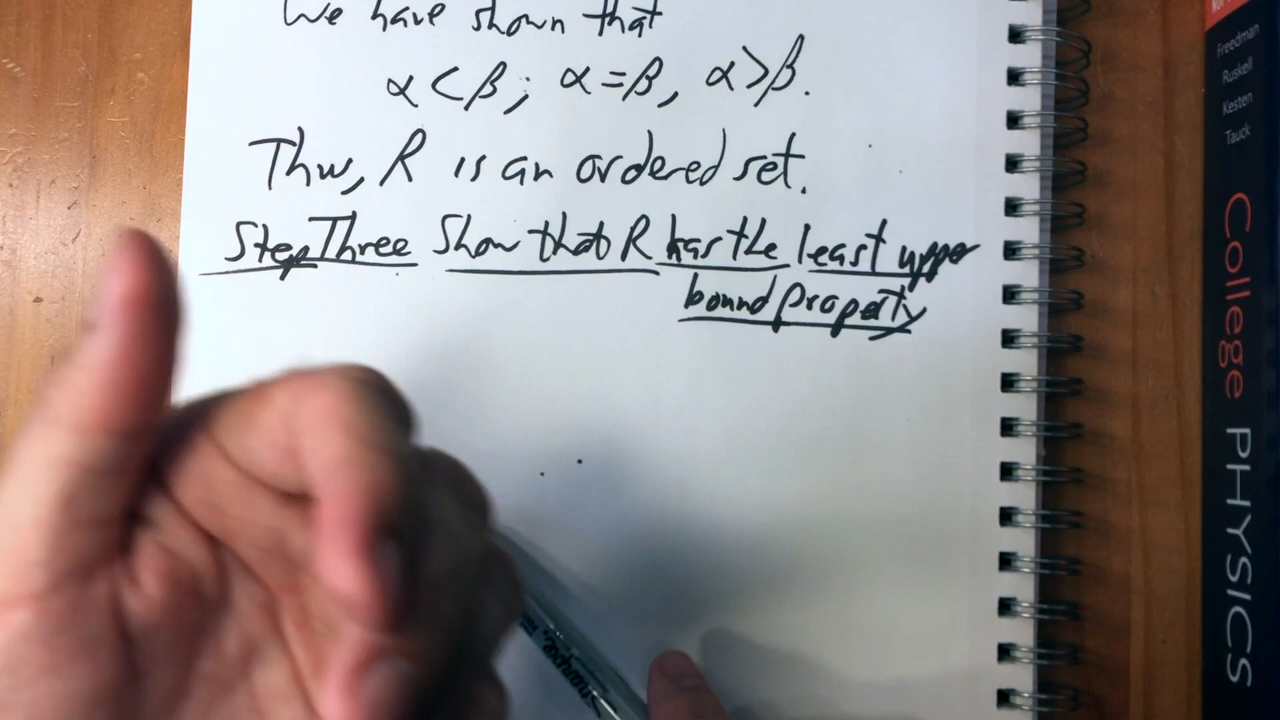 We have shown that
α < β; α = β, α > β.
Thus, R is an ordered set.
Step Three Show that R has the least upper
bound property
Sharpie
Freedman
Ruskell
Kesten
Tauck
College PHYSICS